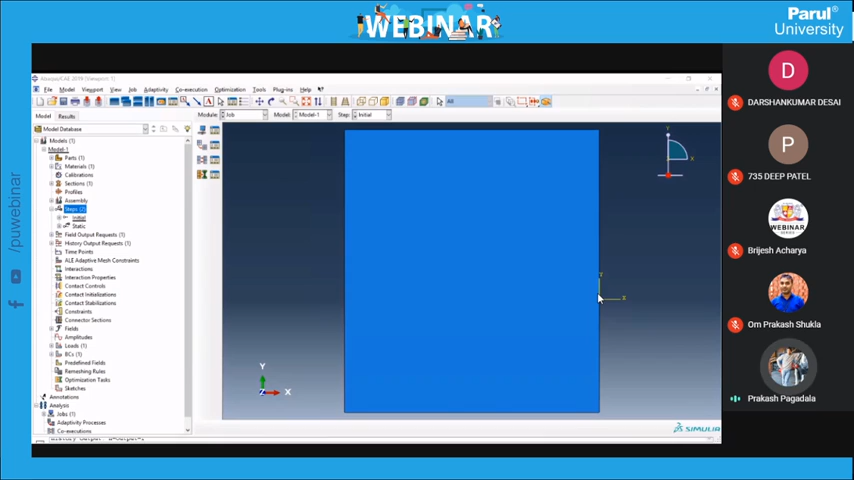 WEBINAR
Parul®
University
/puwebinar
Abaqus/CAE 2019 [Viewport: 1]
File Model Viewport View Job Adaptivity Co-execution Optimization Tools Plug-ins Help
All
Model Results
Module: Job Model: Model-1 Step: Initial
Model Database
Models (1)
Model-1
Parts (1)
Materials (1)
Calibrations
Sections (1)
Profiles
Assembly
Steps (2)
Initial
Static
Field Output Requests (1)
History Output Requests (1)
Time Points
ALE Adaptive Mesh Constraints
Interactions
Interaction Properties
Contact Controls
Contact Initializations
Contact Stabilizations
Constraints
Connector Sections
Fields
Amplitudes
Loads (1)
BCs (1)
Predefined Fields
Remeshing Rules
Optimization Tasks
Sketches
Annotations
Analysis
Jobs (1)
Adaptivity Processes
Co-executions
Y
X
Y
X
Y
X
SIMULIA
D
DARSHANKUMAR DESAI
P
735 DEEP PATEL
WEBINAR
SERIES
Brijesh Acharya
Om Prakash Shukla
Prakash Pagadala